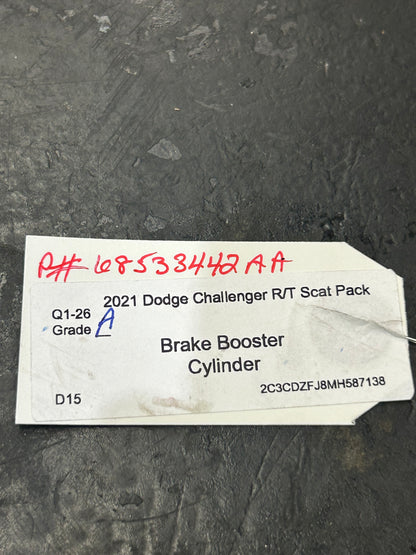 P# 68533442AA
2021 Dodge Challenger R/T Scat Pack
Q1-26
Grade A
Brake Booster
Cylinder
D15
2C3CDZFJ8MH587138